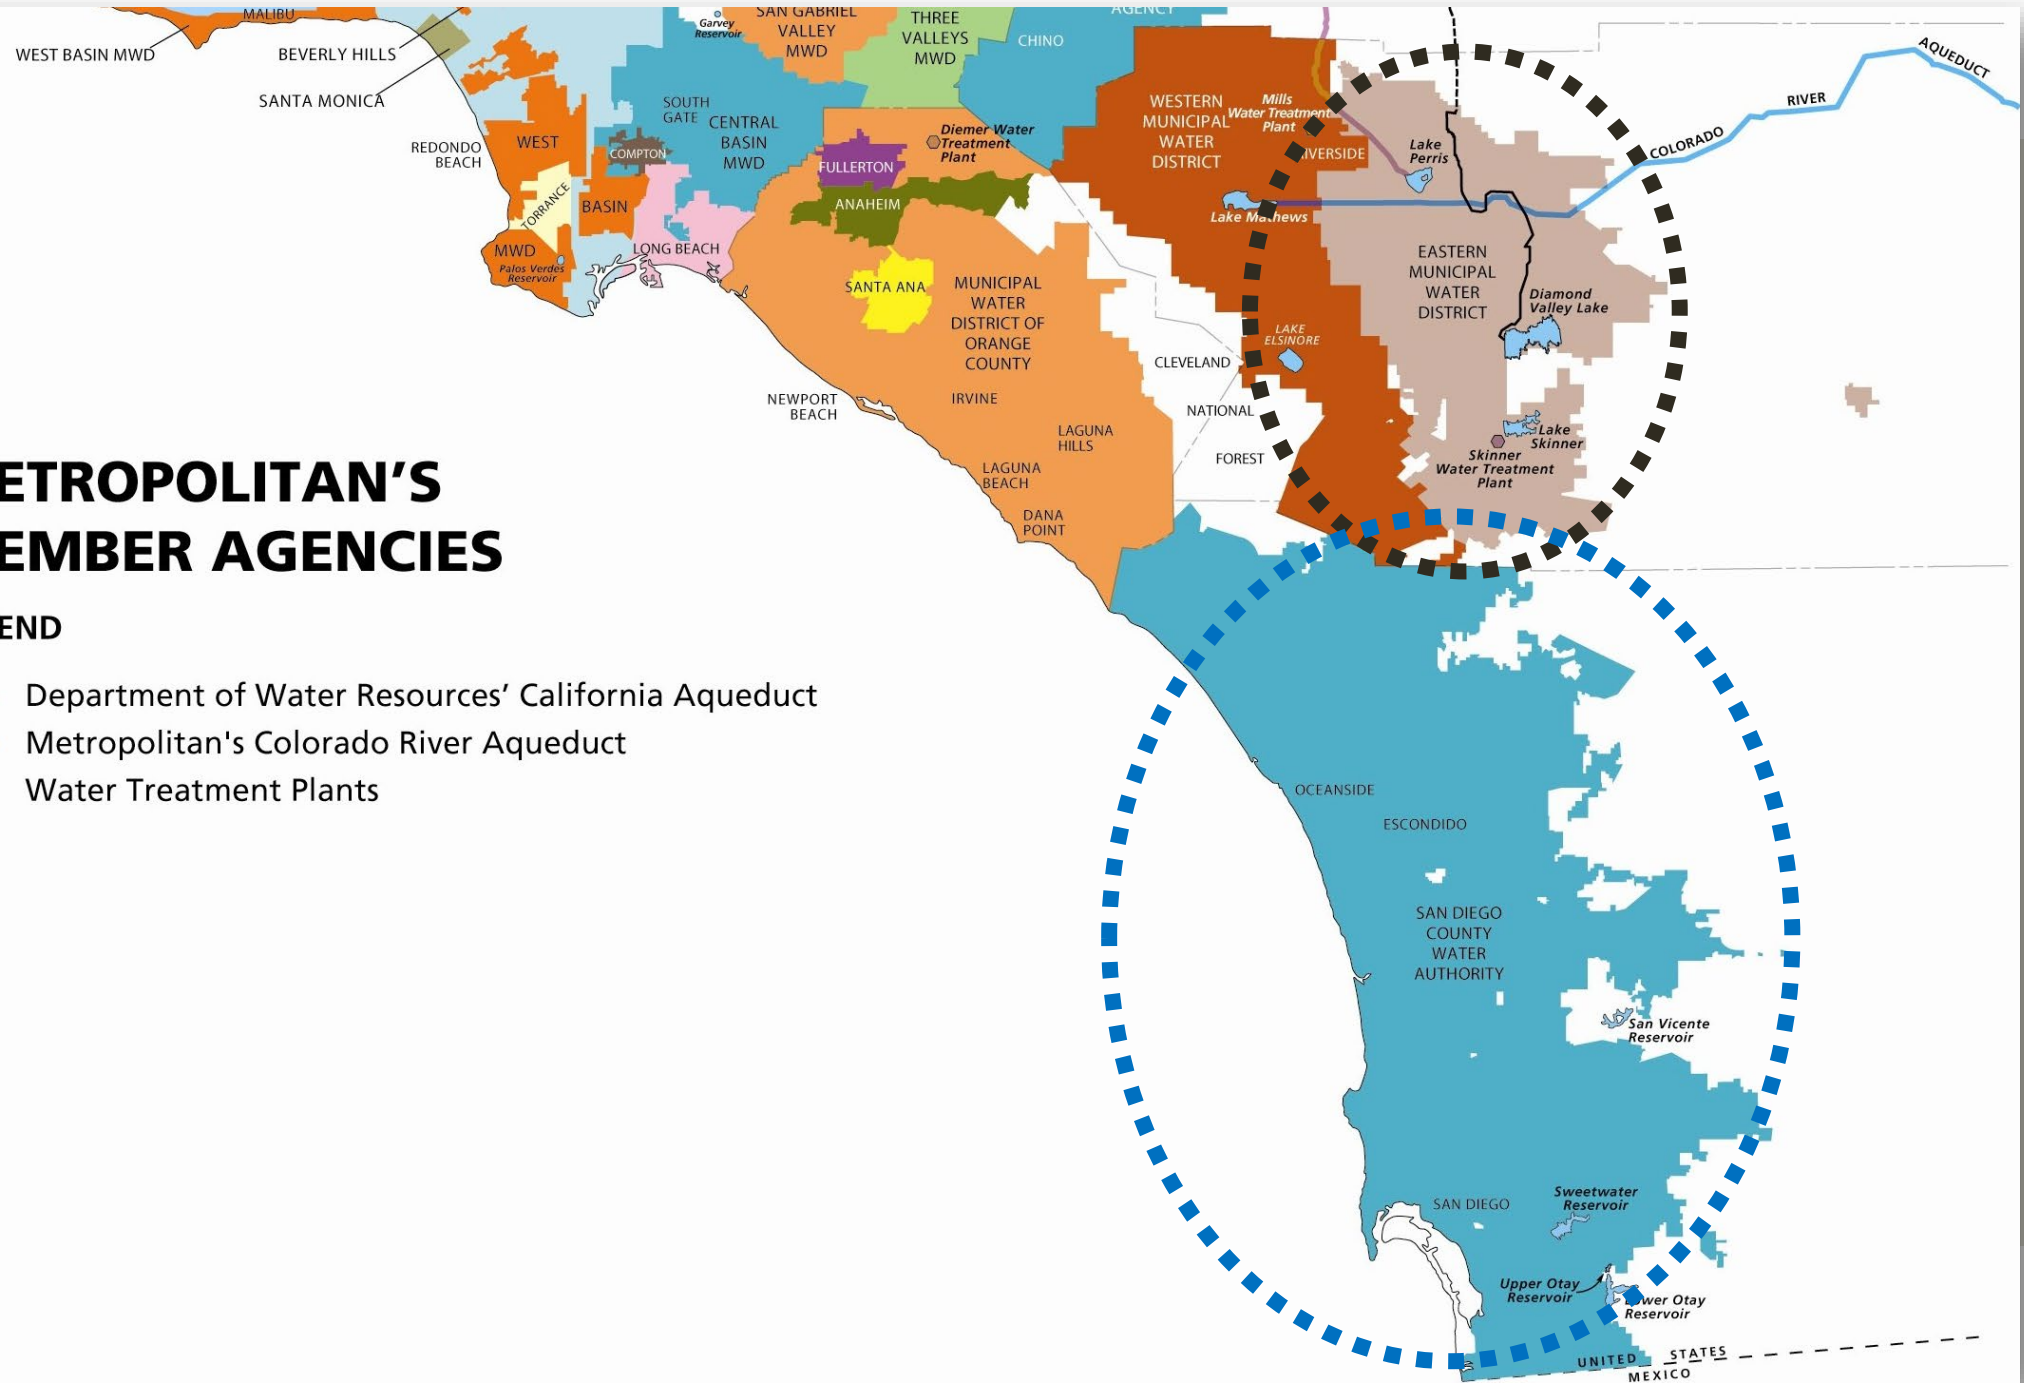 MALIBU
WEST BASIN MWD
BEVERLY HILLS
SANTA MONICA
Garvey
Reservoir
SAN GABRIEL
VALLEY
MWD
THREE
VALLEYS
MWD
AGENCY
CHINO
REDONDO
BEACH
WEST
TORRANCE
BASIN
MWD
Palos Verdes
Reservoir
COMPTON
SOUTH
GATE
CENTRAL
BASIN
MWD
LONG BEACH
Diemer Water
Treatment
Plant
FULLERTON
ANAHEIM
SANTA ANA
MUNICIPAL
WATER
DISTRICT OF
ORANGE
COUNTY
NEWPORT
BEACH
IRVINE
LAGUNA
HILLS
LAGUNA
BEACH
DANA
POINT
WESTERN
MUNICIPAL
WATER
DISTRICT
Mills
Water Treatment
Plant
IVERSIDE
Lake
Perris
Lake Mathews
COLORADO
RIVER
AQUEDUCT
EASTERN
MUNICIPAL
WATER
DISTRICT
Diamond
Valley Lake
LAKE
ELSINORE
CLEVELAND
NATIONAL
FOREST
Lake
Skinner
Skinner
Water Treatment
Plant
ETROPOLITAN'S
EMBER AGENCIES
END
Department of Water Resources' California Aqueduct
Metropolitan's Colorado River Aqueduct
Water Treatment Plants
OCEANSIDE
ESCONDIDO
SAN DIEGO
COUNTY
WATER
AUTHORITY
San Vicente
Reservoir
SAN DIEGO
Sweetwater
Reservoir
Upper Otay
Reservoir
Lower Otay
Reservoir
UNITED STATES
MEXICO